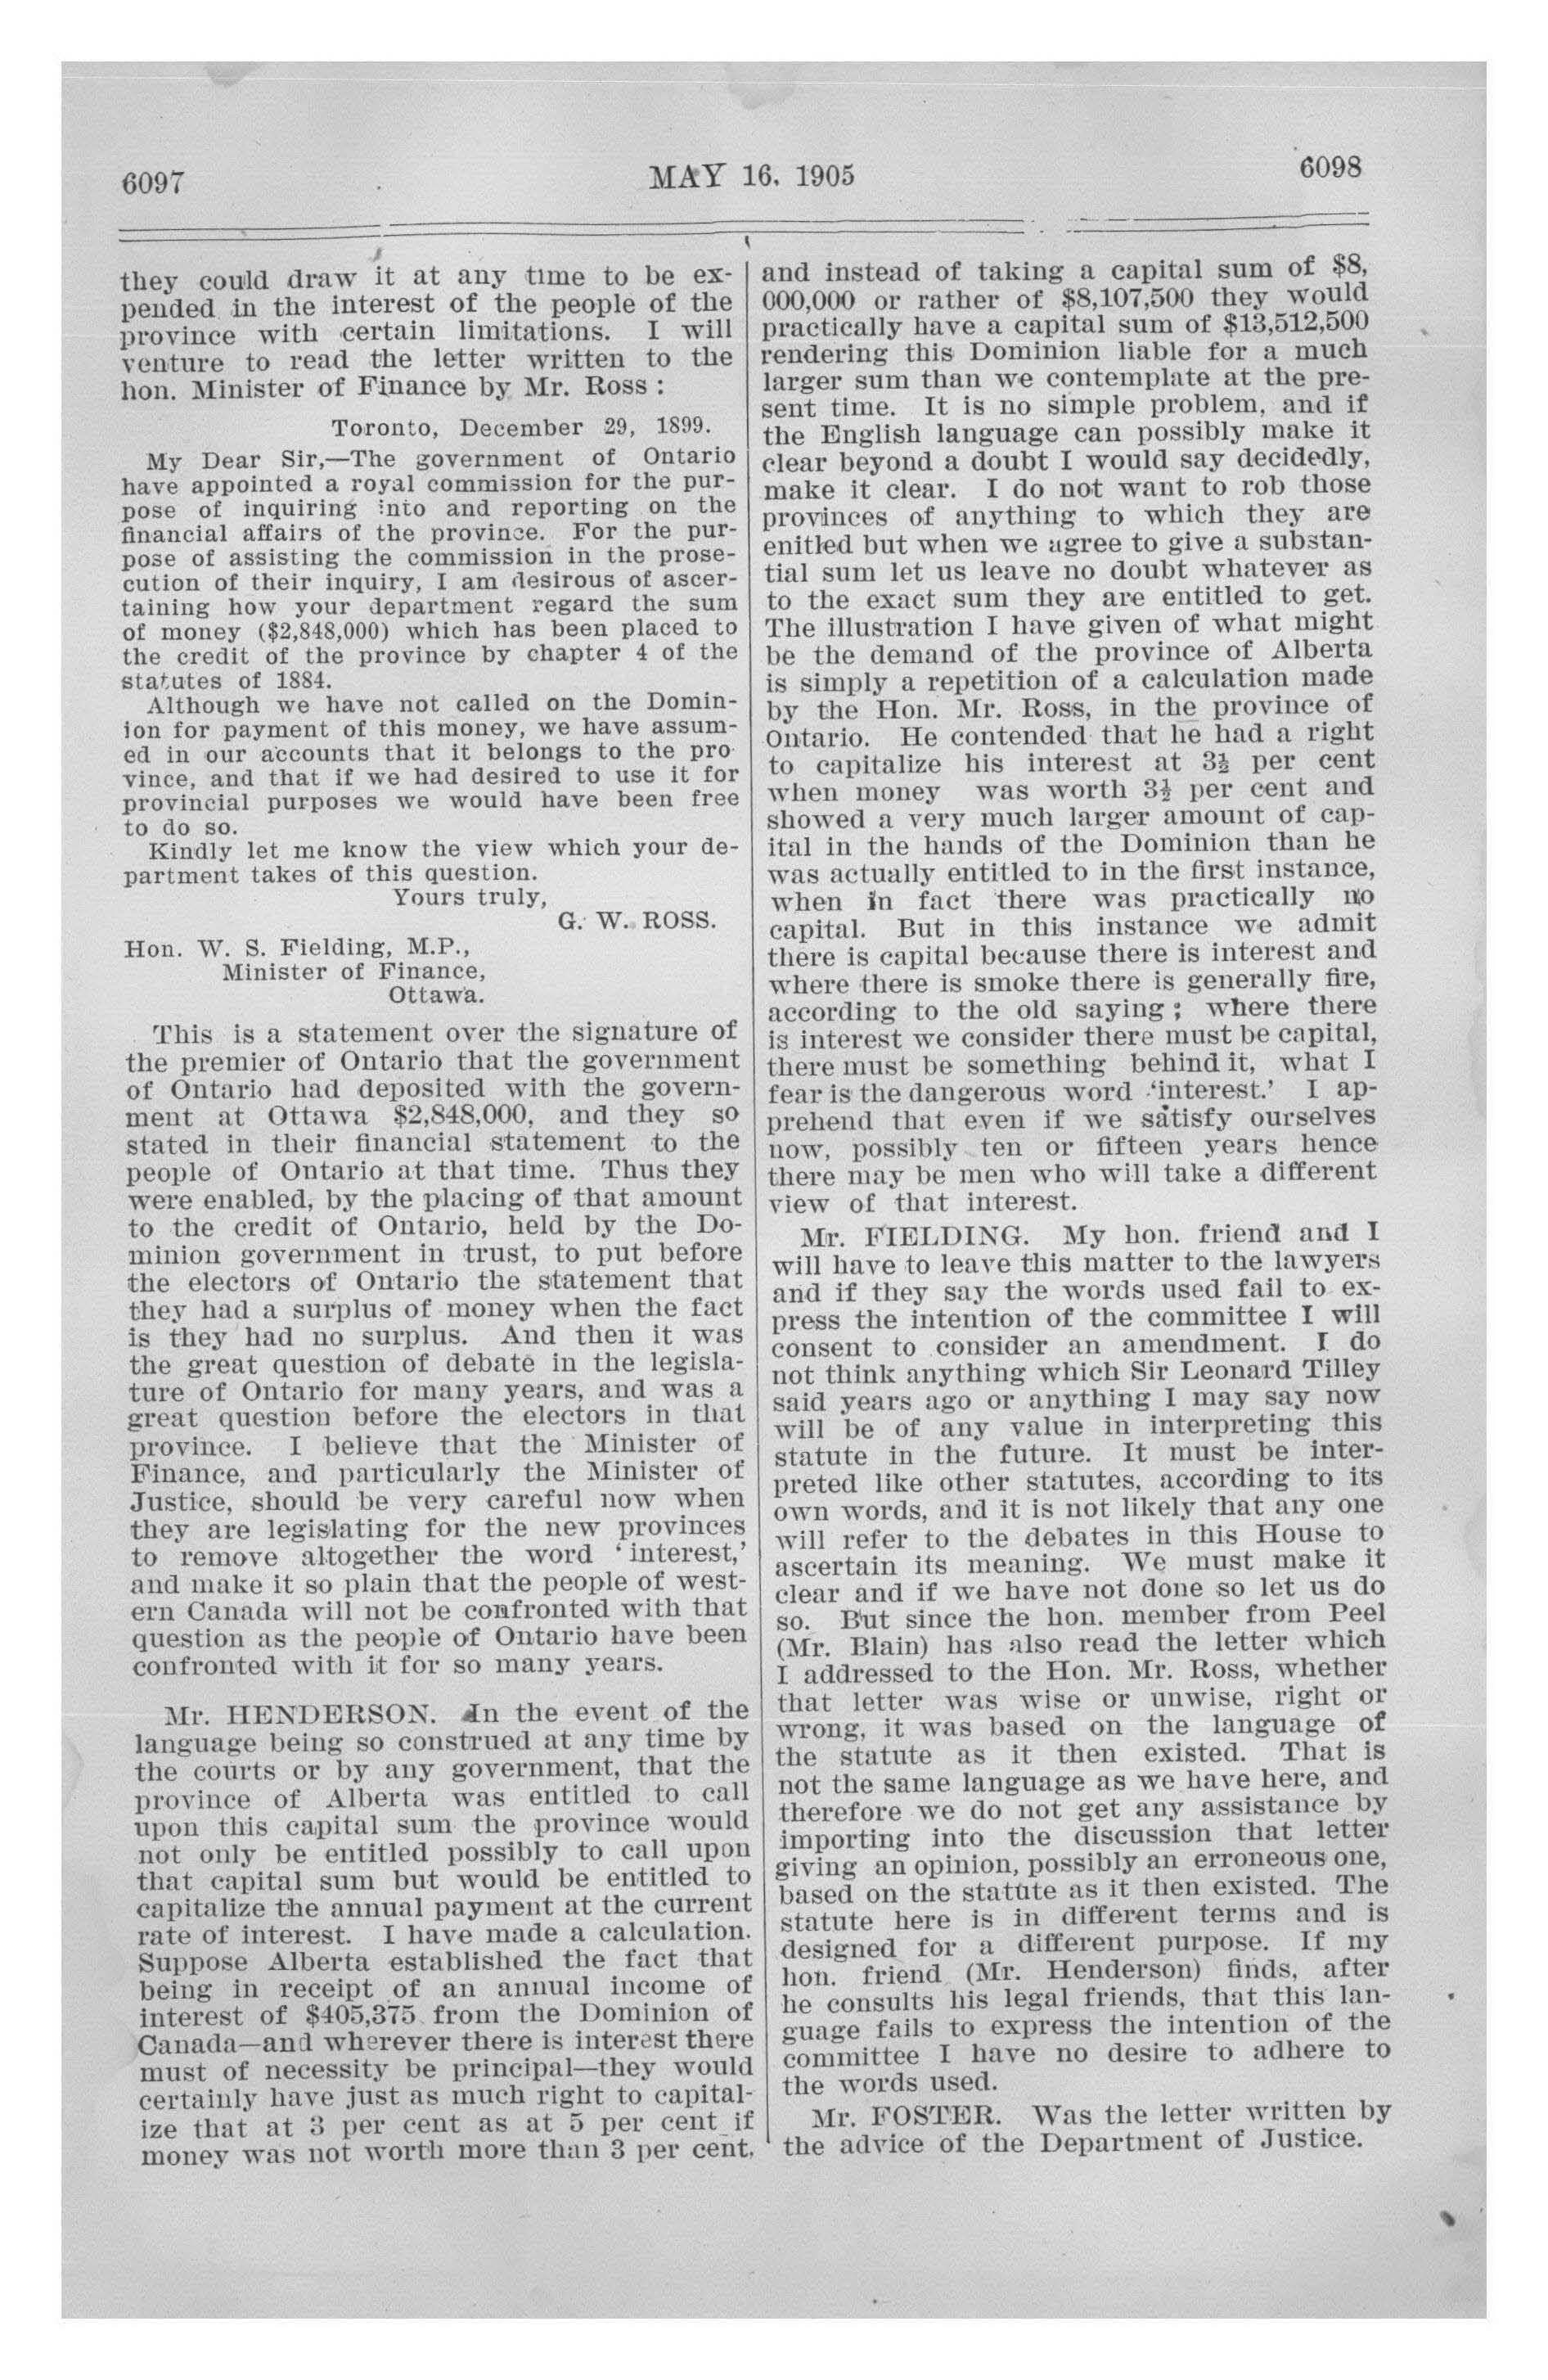 6097
MAY 16, 1905
6098
they could draw it at any time to be ex-
pended in the interest of the people of the
province with certain limitations. I will
venture to read the letter written to the
hon. Minister of Finance by Mr. Ross :
Toronto, December 29, 1899.
My Dear Sir,—The government of Ontario
have appointed a royal commission for the pur-
pose of inquiring into and reporting on the
financial affairs of the province. For the pur-
pose of assisting the commission in the prose-
cution of their inquiry, I am desirous of ascer-
taining how your department regard the sum
of money ($2,848,000) which has been placed to
the credit of the province by chapter 4 of the
statutes of 1884.
Although we have not called on the Domin-
ion for payment of this money, we have assum-
ed in our accounts that it belongs to the pro-
vince, and that if we had desired to use it for
provincial purposes we would have been free
to do so.
Kindly let me know the view which your de-
partment takes of this question.
Yours truly,
G. W. ROSS.
Hon. W. S. Fielding, M.P.,
Minister of Finance,
Ottawa.
This is a statement over the signature of
the premier of Ontario that the government
of Ontario had deposited with the govern-
ment at Ottawa $2,848,000, and they so
stated in their financial statement to the
people of Ontario at that time. Thus they
were enabled, by the placing of that amount
to the credit of Ontario, held by the Do-
minion government in trust, to put before
the electors of Ontario the statement that
they had a surplus of money when the fact
is they had no surplus. And then it was
the great question of debate in the legisla-
ture of Ontario for many years, and was a
great question before the electors in that
province. I believe that the Minister of
Finance, and particularly the Minister of
Justice, should be very careful now when
they are legislating for the new provinces
to remove altogether the word ‘ interest,’
and make it so plain that the people of west-
ern Canada will not be confronted with that
question as the people of Ontario have been
confronted with it for so many years.
Mr. HENDERSON. In the event of the
language being so construed at any time by
the courts or by any government, that the
province of Alberta was entitled to call
upon this capital sum the province would
not only be entitled possibly to call upon
that capital sum but would be entitled to
capitalize the annual payment at the current
rate of interest. I have made a calculation.
Suppose Alberta established the fact that
being in receipt of an annual income of
interest of $405,375 from the Dominion of
Canada—and wherever there is interest there
must of necessity be principal—they would
certainly have just as much right to capital-
ize that at 3 per cent as at 5 per cent if
money was not worth more than 3 per cent,
and instead of taking a capital sum of $8,
000,000 or rather of $8,107,500 they would
practically have a capital sum of $13,512,500
rendering this Dominion liable for a much
larger sum than we contemplate at the pre-
sent time. It is no simple problem, and if
the English language can possibly make it
clear beyond a doubt I would say decidedly,
make it clear. I do not want to rob those
provinces of anything to which they are
enitled but when we agree to give a substan-
tial sum let us leave no doubt whatever as
to the exact sum they are entitled to get.
The illustration I have given of what might
be the demand of the province of Alberta
is simply a repetition of a calculation made
by the Hon. Mr. Ross, in the province of
Ontario. He contended that he had a right
to capitalize his interest at 3½ per cent
when money was worth 3½ per cent and
showed a very much larger amount of cap-
ital in the hands of the Dominion than he
was actually entitled to in the first instance,
when in fact there was practically no
capital. But in this instance we admit
there is capital because there is interest and
where there is smoke there is generally fire,
according to the old saying ; where there
is interest we consider there must be capital,
there must be something behind it, what I
fear is the dangerous word ‘interest.’ I ap-
prehend that even if we satisfy ourselves
now, possibly ten or fifteen years hence
there may be men who will take a different
view of that interest.
Mr. FIELDING. My hon. friend and I
will have to leave this matter to the lawyers
and if they say the words used fail to ex-
press the intention of the committee I will
consent to consider an amendment. I do
not think anything which Sir Leonard Tilley
said years ago or anything I may say now
will be of any value in interpreting this
statute in the future. It must be inter-
preted like other statutes, according to its
own words, and it is not likely that any one
will refer to the debates in this House to
ascertain its meaning. We must make it
clear and if we have not done so let us do
so. But since the hon. member from Peel
(Mr. Blain) has also read the letter which
I addressed to the Hon. Mr. Ross, whether
that letter was wise or unwise, right or
wrong, it was based on the language of
the statute as it then existed. That is
not the same language as we have here, and
therefore we do not get any assistance by
importing into the discussion that letter
giving an opinion, possibly an erroneous one,
based on the statute as it then existed. The
statute here is in different terms and is
designed for a different purpose. If my
hon. friend (Mr. Henderson) finds, after
he consults his legal friends, that this lan-
guage fails to express the intention of the
committee I have no desire to adhere to
the words used.
Mr. FOSTER. Was the letter written by
the advice of the Department of Justice.